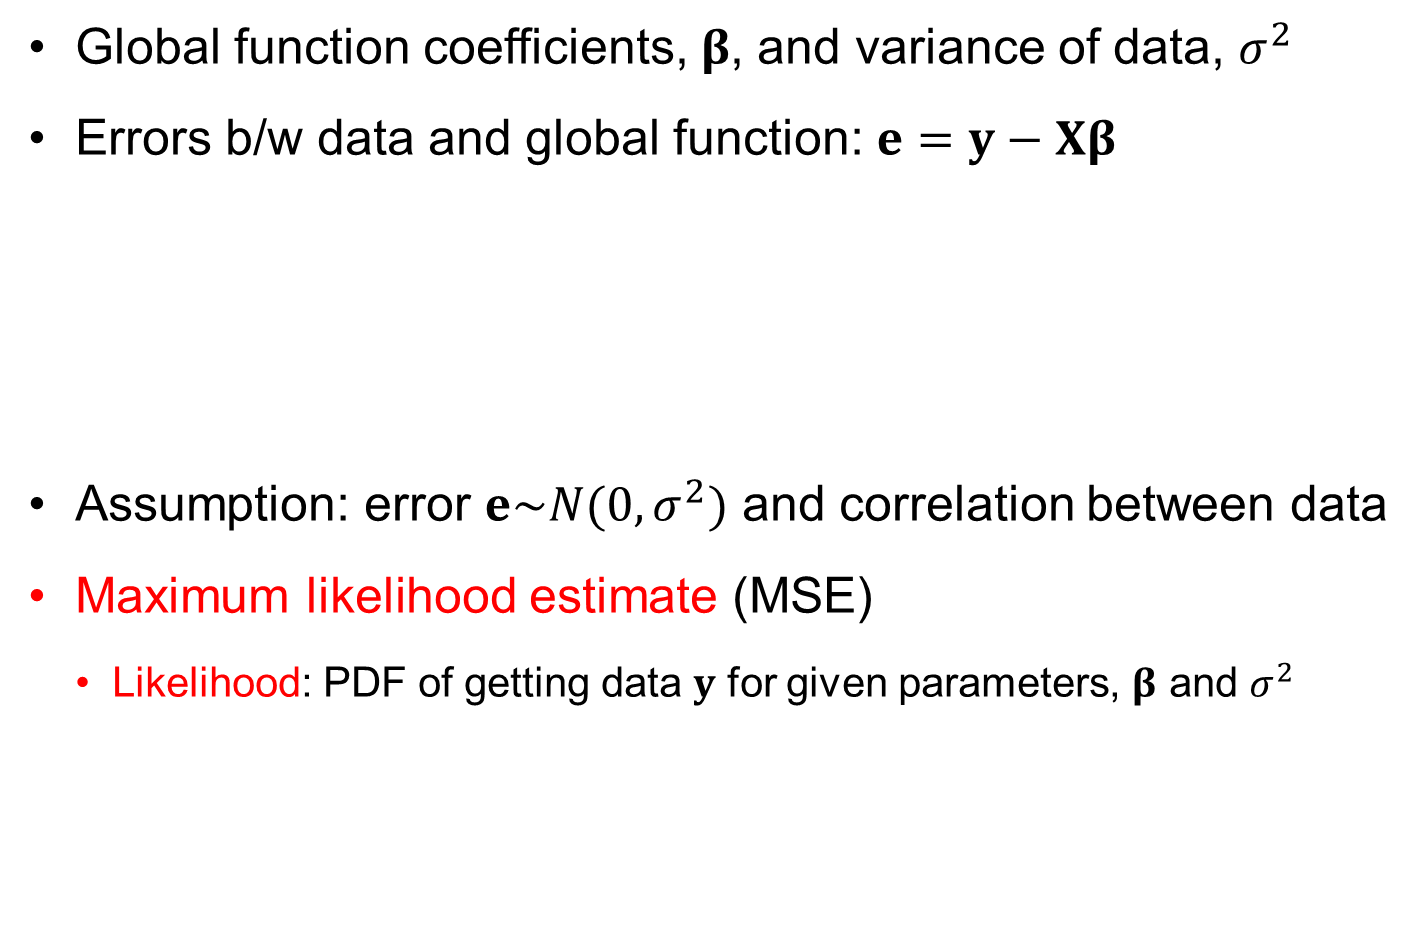 • Global function coefficients, 𝛃, and variance of data, 𝜎²
• Errors b/w data and global function: 𝐞 = 𝐲 − 𝐗𝛃
• Assumption: error 𝐞~𝑁(0, 𝜎²) and correlation between data
• Maximum likelihood estimate (MSE)
• Likelihood: PDF of getting data 𝐲 for given parameters, 𝛃 and 𝜎²